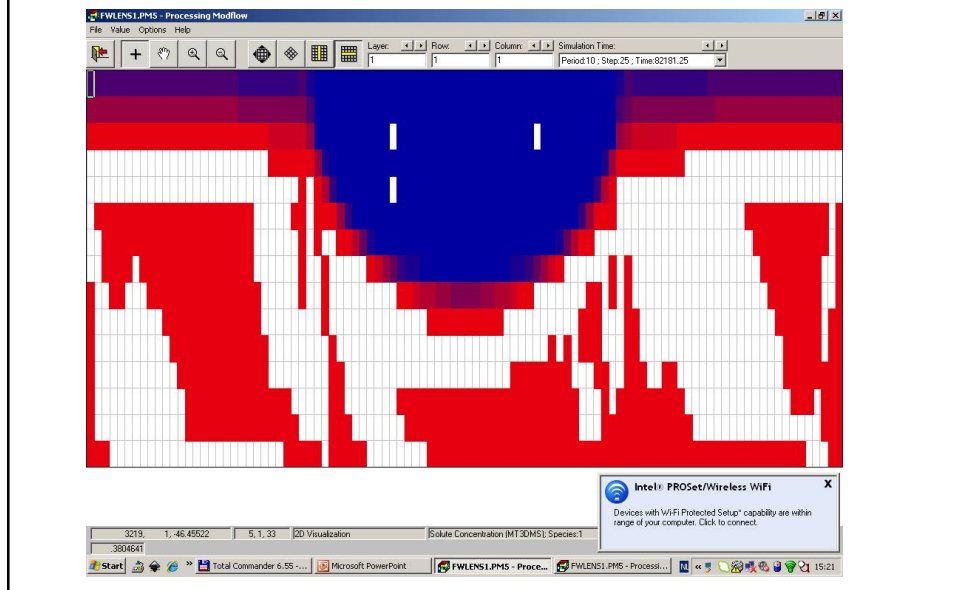 FWLENS1.PM5 - Processing Modflow
File Value Options Help
Layer: Row: Column: Simulation Time:
1 1 1 Period:10 ; Step:25 ; Time:82181.25
Intel® PROSet/Wireless WiFi X
Devices with Wi-Fi Protected Setup* capability are within
range of your computer. Click to connect.
3219, 1, -46.45522 5, 1, 33 2D Visualization Solute Concentration (MT3DMS); Species:1
.3804641
Start » Total Commander 6.55 -... Microsoft PowerPoint FWLENS1.PM5 - Proce... FWLENS1.PM5 - Processi... N « 15:21